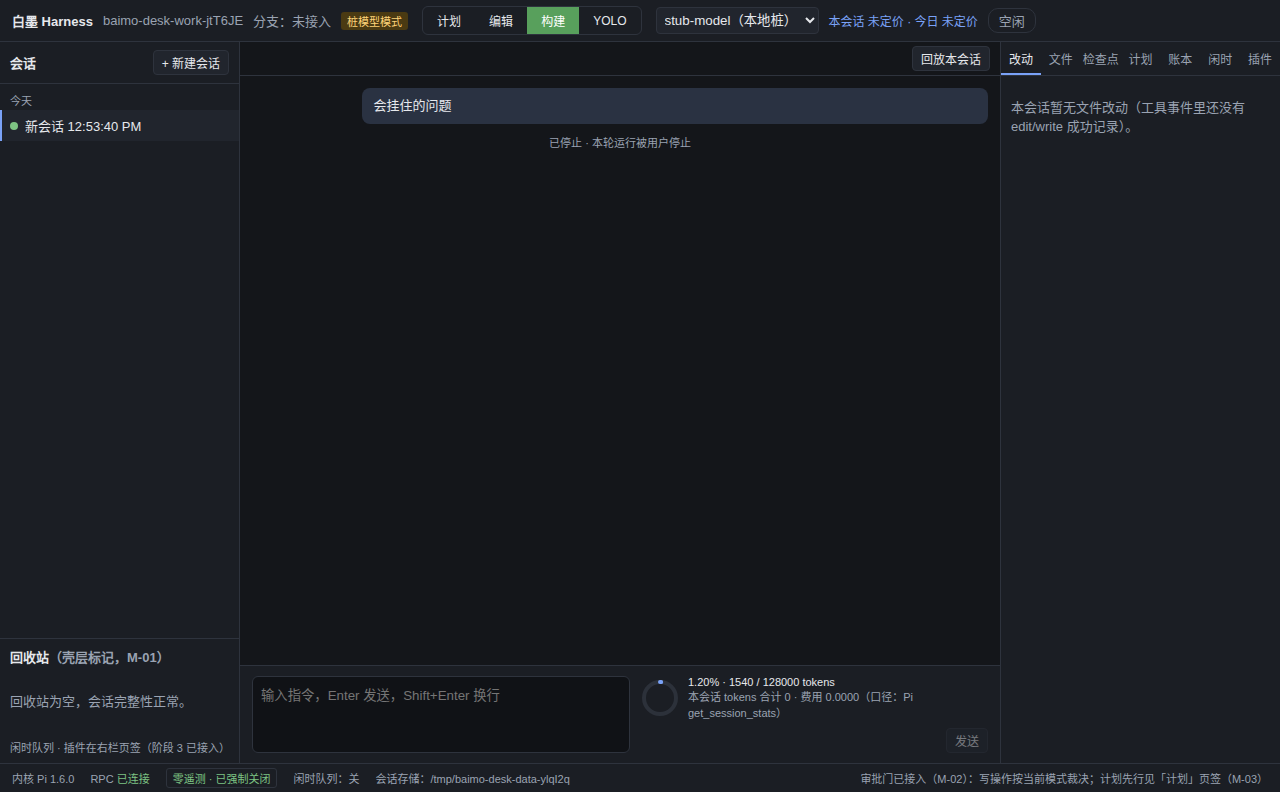 白墨 Harness baimo-desk-work-jtT6JE 分支：未接入 桩模型模式 计划 编辑 构建 YOLO stub-model（本地桩） 本会话 未定价 · 今日 未定价 空闲
会话 + 新建会话
今天
新会话 12:53:40 PM
回收站（壳层标记，M-01）
回收站为空，会话完整性正常。
闲时队列 · 插件在右栏页签（阶段 3 已接入）
回放本会话
会挂住的问题
已停止 · 本轮运行被用户停止
输入指令，Enter 发送，Shift+Enter 换行
1.20% · 1540 / 128000 tokens
本会话 tokens 合计 0 · 费用 0.0000（口径：Pi
get_session_stats）
发送
改动 文件 检查点 计划 账本 闲时 插件
本会话暂无文件改动（工具事件里还没有
edit/write 成功记录）。
内核 Pi 1.6.0 RPC 已连接 零遥测 · 已强制关闭 闲时队列：关 会话存储：/tmp/baimo-desk-data-ylqI2q 审批门已接入（M-02）：写操作按当前模式裁决；计划先行见「计划」页签（M-03）